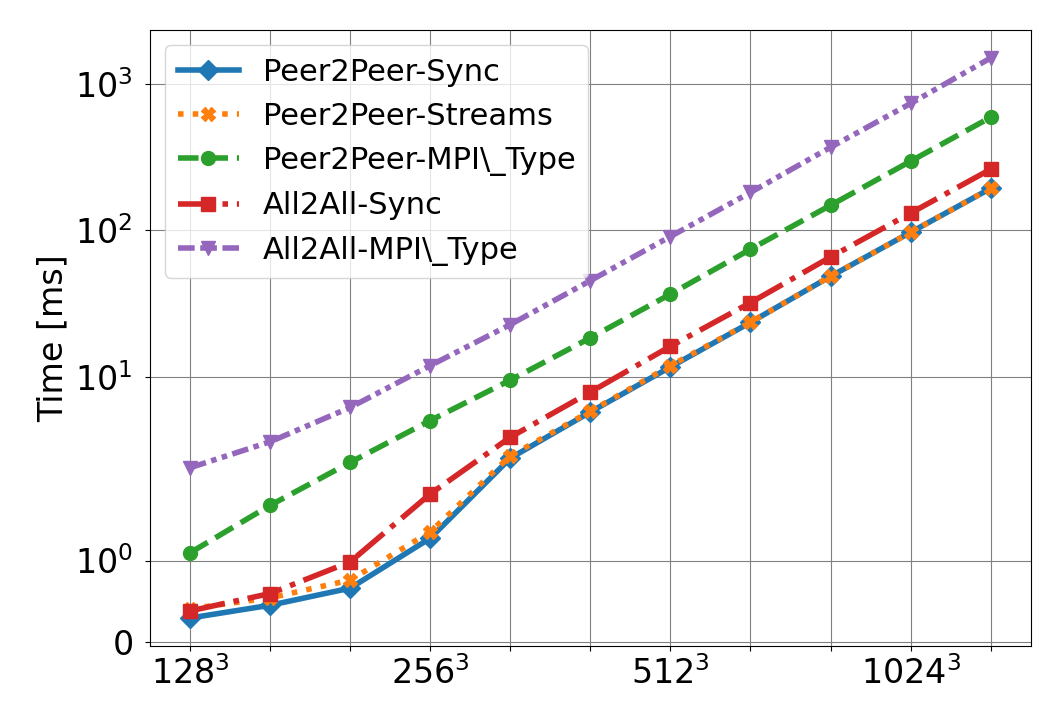 Peer2Peer-Sync
Peer2Peer-Streams
Peer2Peer-MPI\_Type
All2All-Sync
All2All-MPI\_Type
Time [ms]
10³
10²
10¹
10⁰
0
128³ 256³ 512³ 1024³